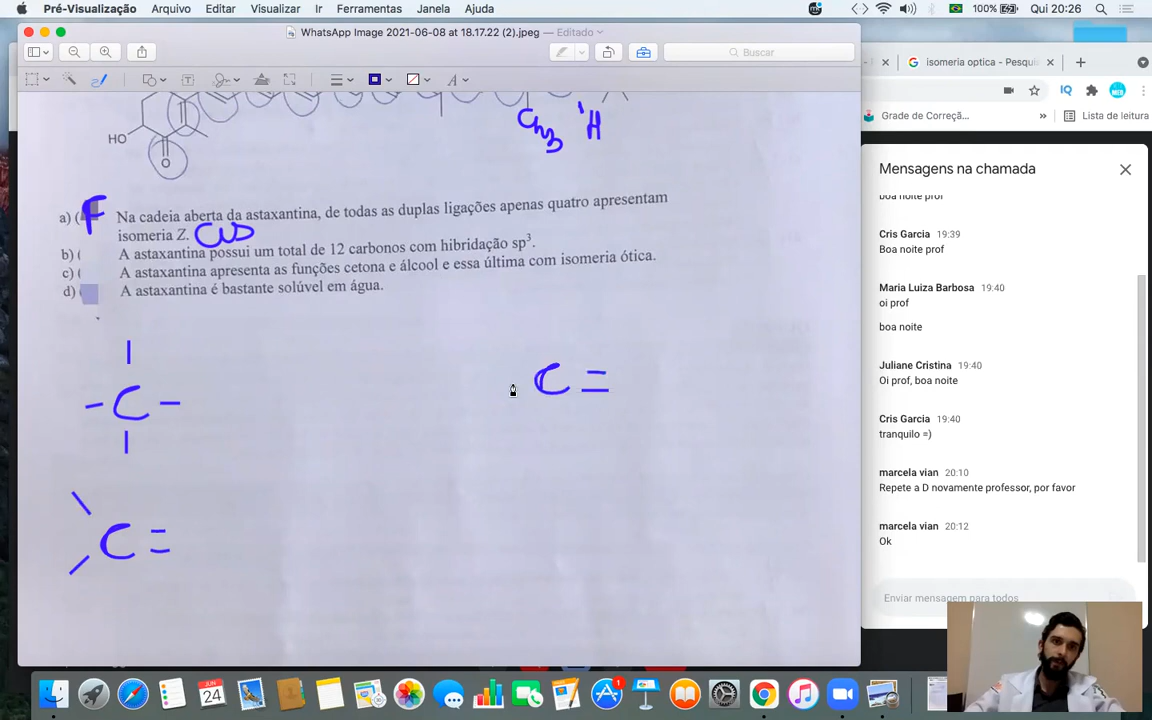 Pré-Visualização Arquivo Editar Visualizar Ir Ferramentas Janela Ajuda 100% Qui 20:26
WhatsApp Image 2021-06-08 at 18.17.22 (2).jpeg — Editado
Buscar
isomeria optica - Pesqui
Grade de Correçã...
Lista de leitura
CH3 H
HO
O
a) ( F Na cadeia aberta da astaxantina, de todas as duplas ligações apenas quatro apresentam
isomeria Z. Cis
b) ( A astaxantina possui um total de 12 carbonos com hibridação sp³.
c) ( A astaxantina apresenta as funções cetona e álcool e essa última com isomeria ótica.
d) A astaxantina é bastante solúvel em água.
C
C =
C =
Mensagens na chamada
boa noite prof
Cris Garcia 19:39
Boa noite prof
Maria Luiza Barbosa 19:40
oi prof
boa noite
Juliane Cristina 19:40
Oi prof, boa noite
Cris Garcia 19:40
tranquilo =)
marcela vian 20:10
Repete a D novamente professor, por favor
marcela vian 20:12
Ok
Enviar mensagem para todos
JUN
24
1